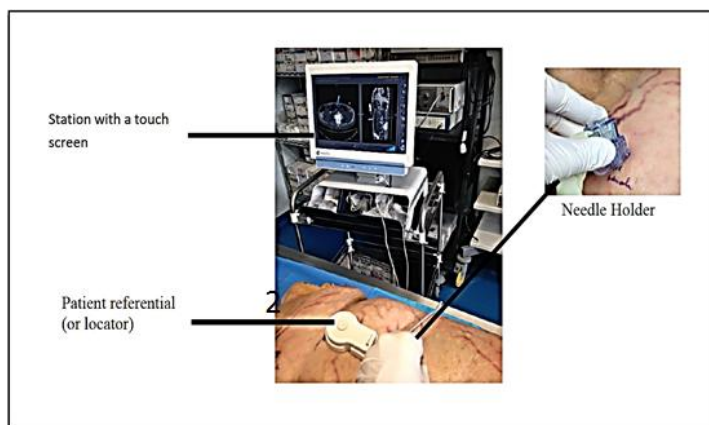 Station with a touch
screen
Needle Holder
Patient referential
(or locator)
2